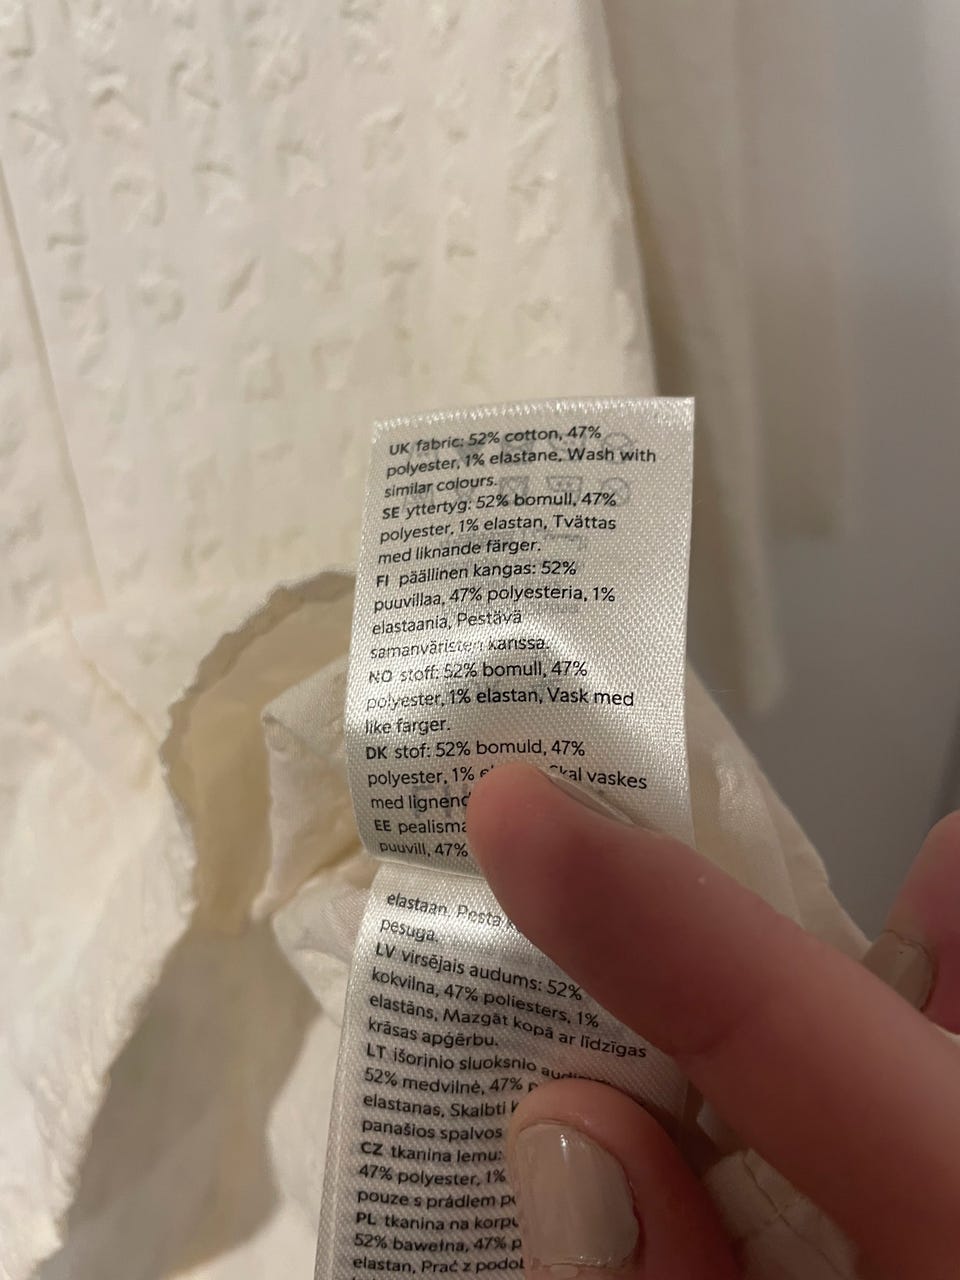 UK fabric: 52% cotton, 47%
polyester, 1% elastane, Wash with
similar colours.
SE yttertyg: 52% bomull, 47%
polyester, 1% elastan, Tvättas
med liknande färger.
FI päällinen kangas: 52%
puuvillaa, 47% polyesteria, 1%
elastaania, Pestävä
samanväristen kanssa.
NO stoff: 52% bomull, 47%
polyester, 1% elastan, Vask med
like farger.
DK stof: 52% bomuld, 47%
polyester, 1% Skal vaskes
med
EE
puuvill, 47%
elastaan, Pesta
pesuga.
LV virsējais audums: 52%
kokvilna, 47% poliesters, 1%
elastāns, Mazgāt kopā ar līdzīgas
krāsas apģērbu.
LT išorinio sluoksnio
52% medvilnė, 47%
elastanas, Skalbti
panašios spalvos
CZ tkanina lemu:
47% polyester, 1%
pouze s prádlem
PL tkanina na
52% bawełna, 47%
elastan, Prać z